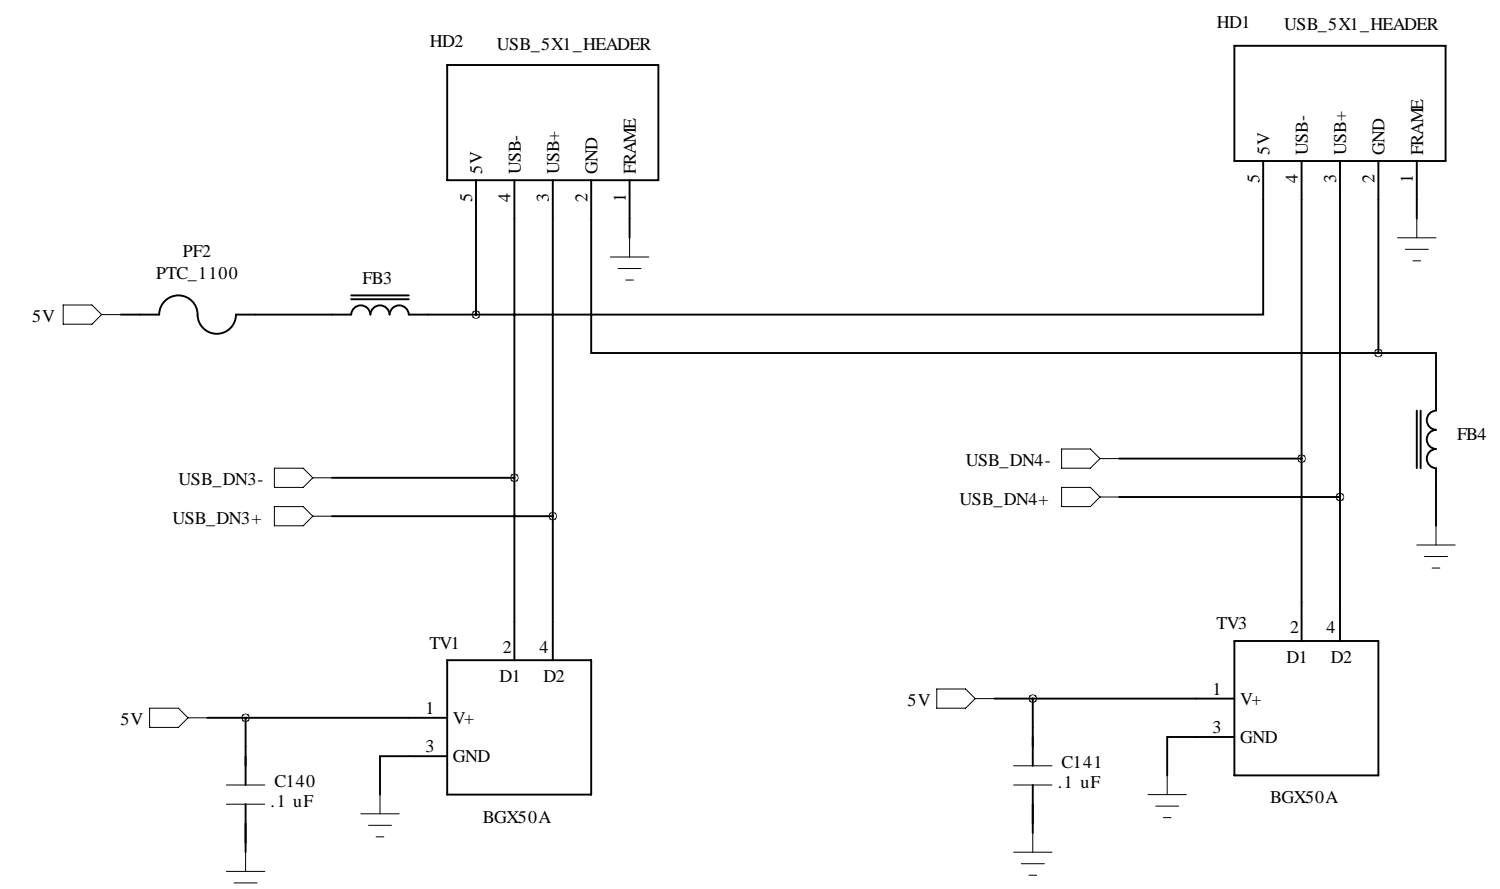 HD2 USB_5X1_HEADER
5V
USB-
USB+
GND
FRAME
5
4
3
2
1
HD1 USB_5X1_HEADER
5V
USB-
USB+
GND
FRAME
5
4
3
2
1
PF2
PTC_1100
FB3
5V
FB4
USB_DN3-
USB_DN3+
USB_DN4-
USB_DN4+
TV1
2 4
D1 D2
5V
1
V+
3
GND
C140
.1 uF
BGX50A
TV3
2 4
D1 D2
5V
1
V+
3
GND
C141
.1 uF
BGX50A